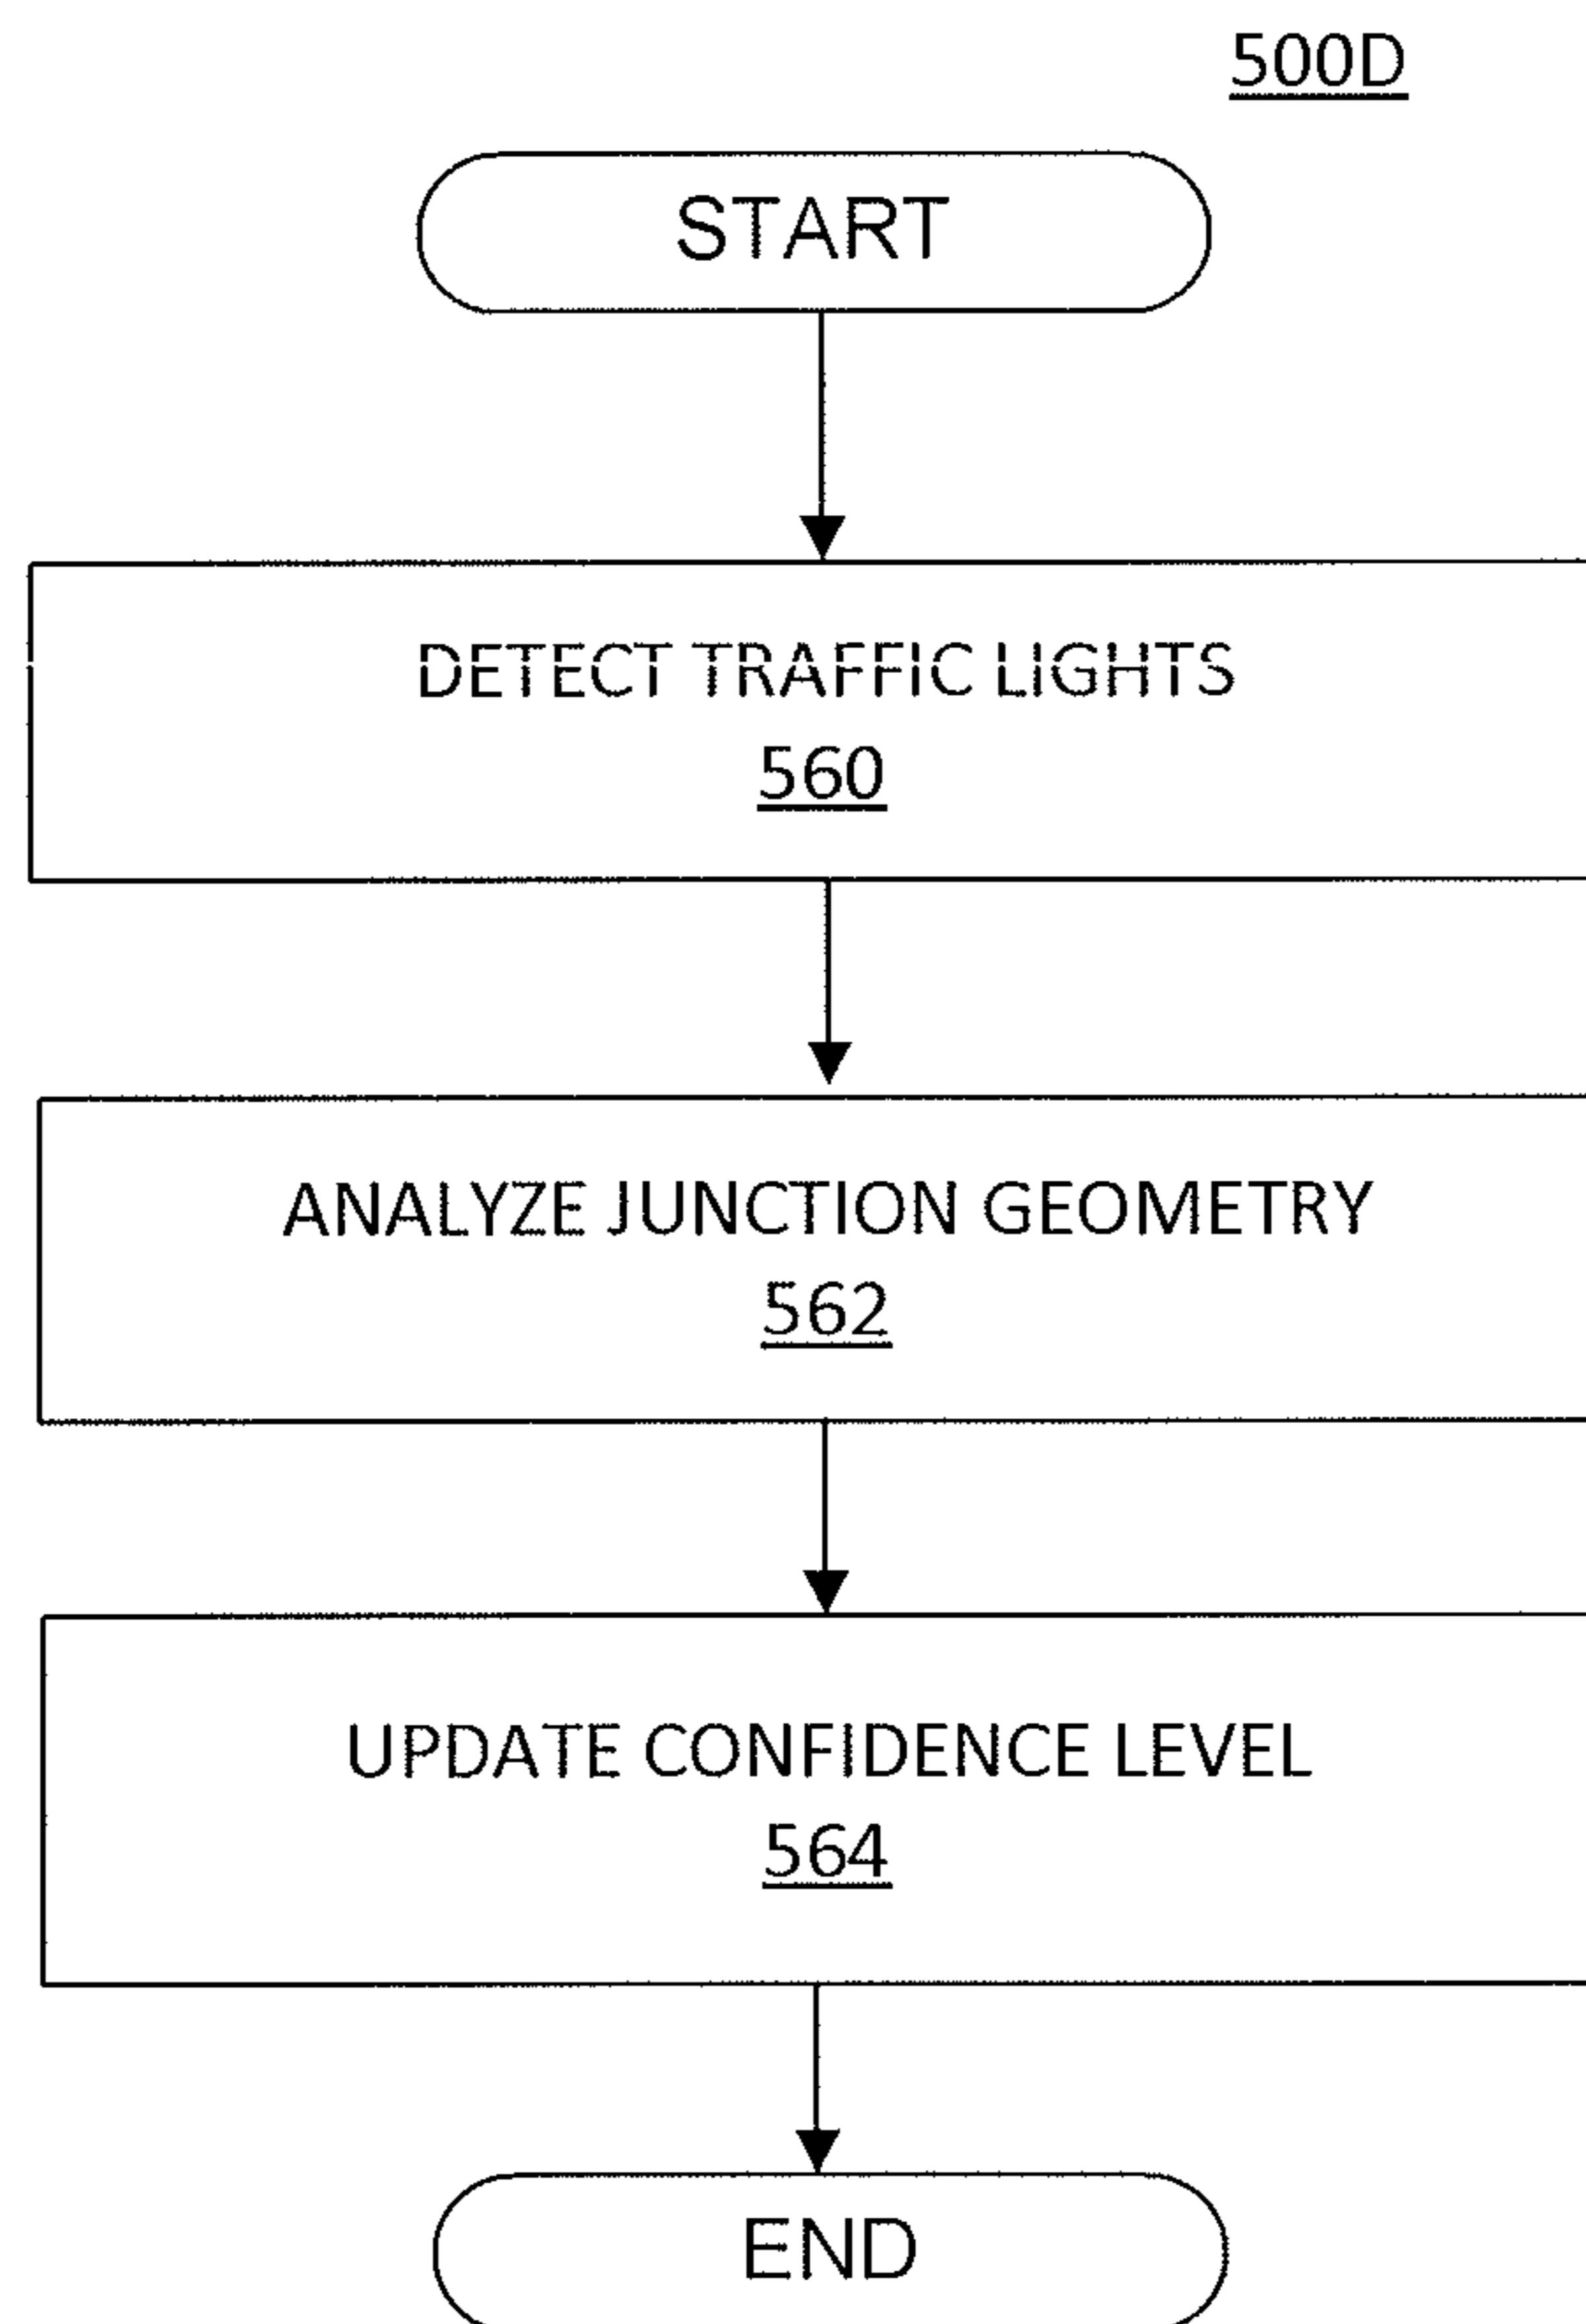 500D
START
DETECT TRAFFIC LIGHTS
560
ANALYZE JUNCTION GEOMETRY
562
UPDATE CONFIDENCE LEVEL
564
END